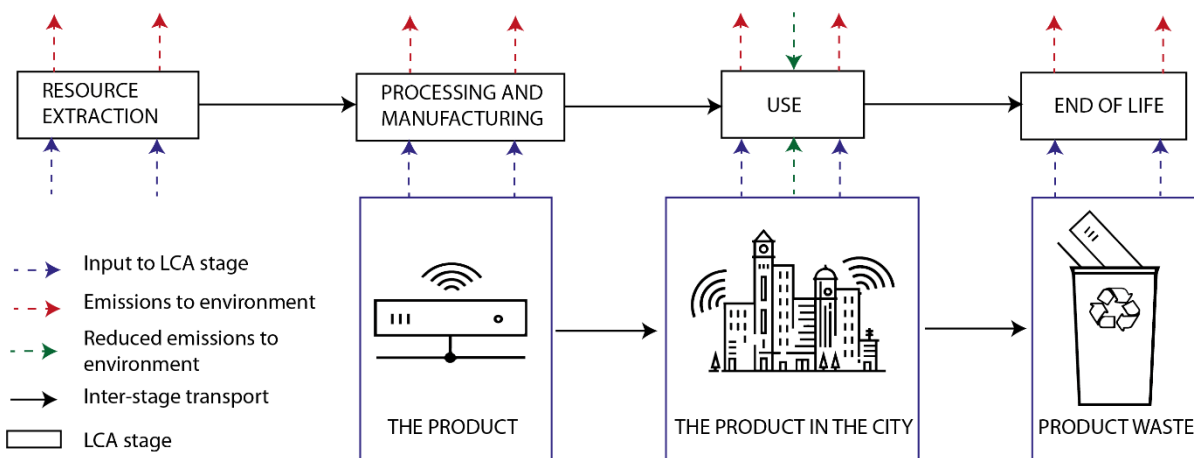 RESOURCE
EXTRACTION
PROCESSING AND
MANUFACTURING
USE
END OF LIFE
Input to LCA stage
Emissions to environment
Reduced emissions to
environment
Inter-stage transport
LCA stage
THE PRODUCT
THE PRODUCT IN THE CITY
PRODUCT WASTE